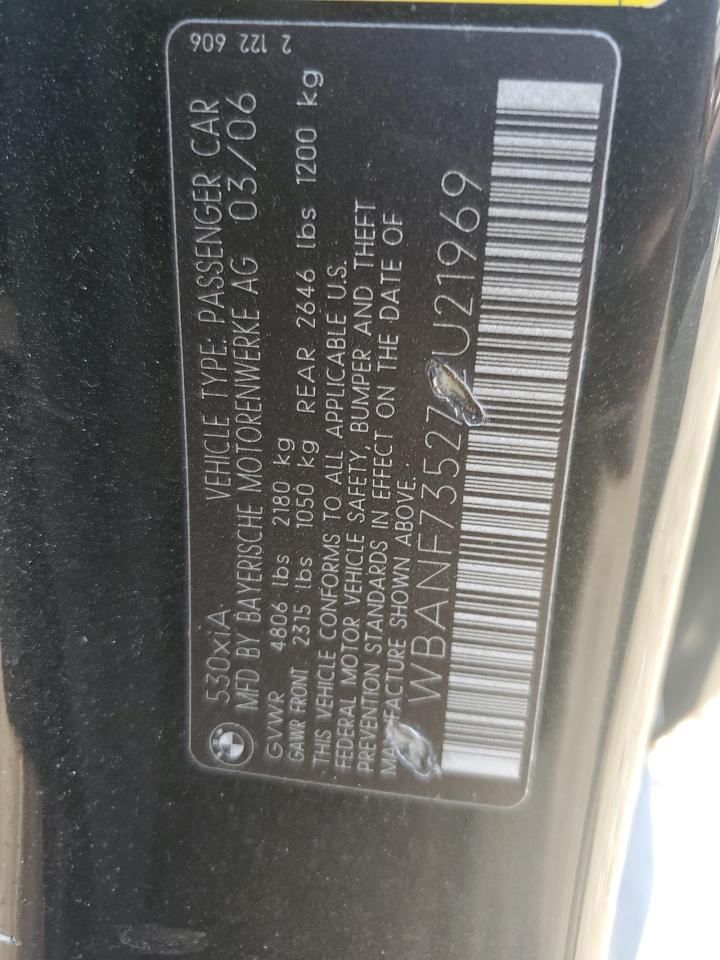 530xiA VEHICLE TYPE: PASSENGER CAR
MFD BY BAYERISCHE MOTORENWERKE AG 03/06
GVWR 4806 lbs 2180 kg
GAWR FRONT 2315 lbs 1050 kg REAR 2646 lbs 1200 kg
THIS VEHICLE CONFORMS TO ALL APPLICABLE U.S.
FEDERAL MOTOR VEHICLE SAFETY, BUMPER AND THEFT
PREVENTION STANDARDS IN EFFECT ON THE DATE OF
MANUFACTURE SHOWN ABOVE.
WBANF73527 U21969
2 122 606